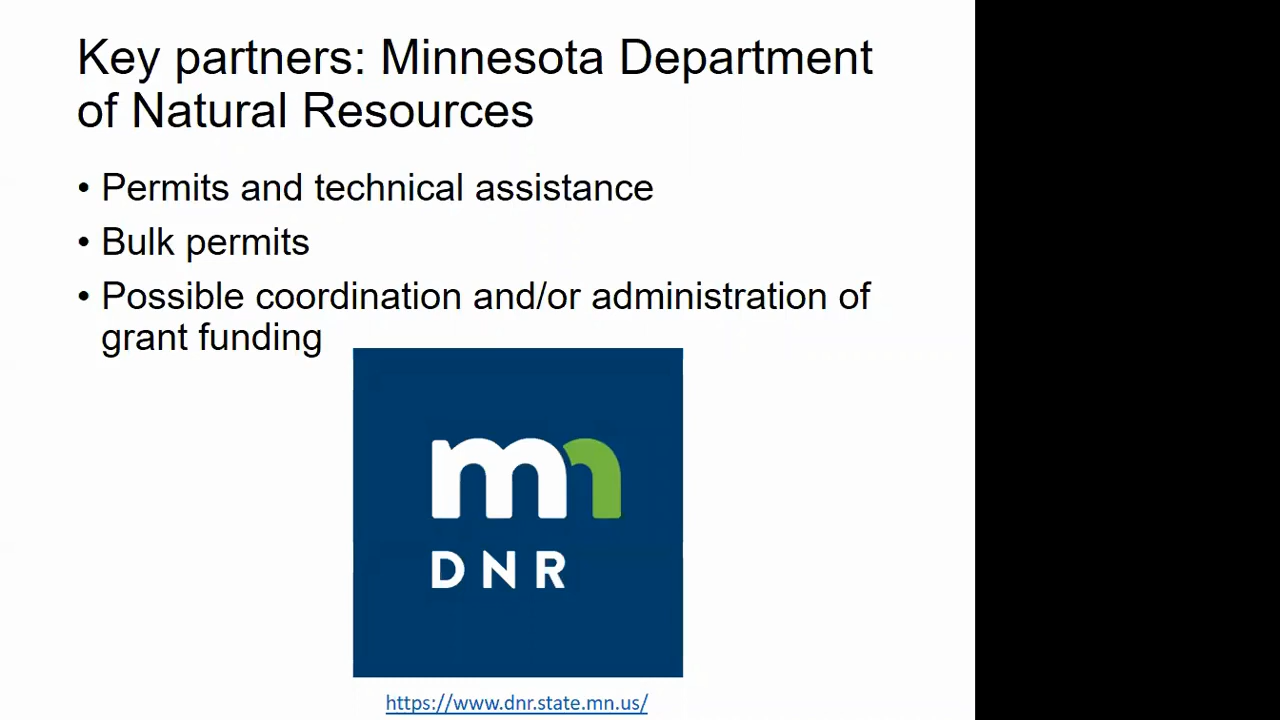 Key partners: Minnesota Department
of Natural Resources
• Permits and technical assistance
• Bulk permits
• Possible coordination and/or administration of
grant funding
mn
DNR
https://www.dnr.state.mn.us/